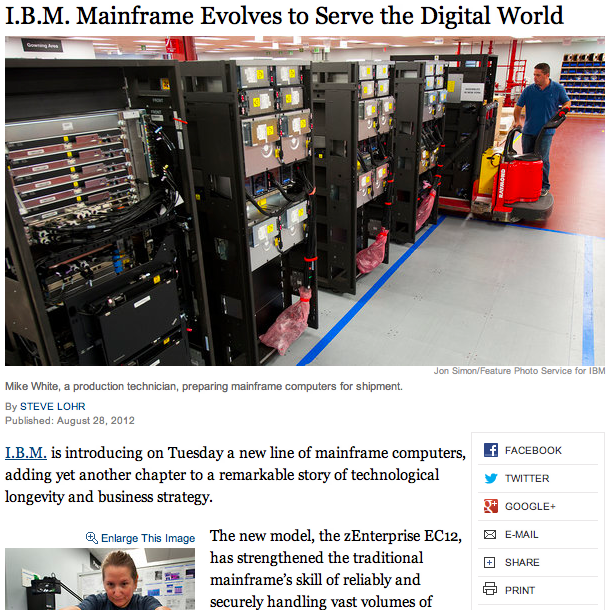 I.B.M. Mainframe Evolves to Serve the Digital World
Gowning Area
RAYMOND
Jon Simon/Feature Photo Service for IBM
Mike White, a production technician, preparing mainframe computers for shipment.
By STEVE LOHR
Published: August 28, 2012
I.B.M. is introducing on Tuesday a new line of mainframe computers,
adding yet another chapter to a remarkable story of technological
longevity and business strategy.
Enlarge This Image
The new model, the zEnterprise EC12,
has strengthened the traditional
mainframe's skill of reliably and
securely handling vast volumes of
FACEBOOK
TWITTER
GOOGLE+
E-MAIL
SHARE
PRINT